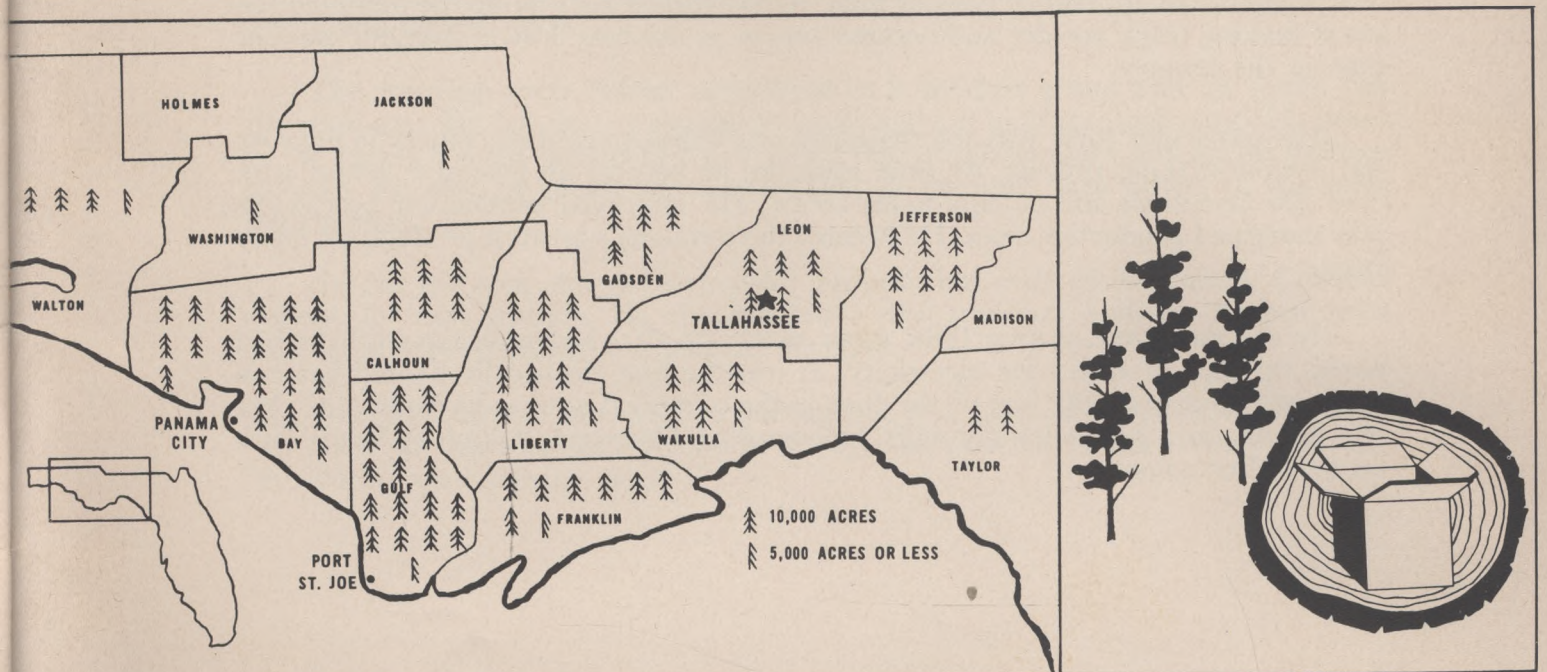 HOLMES
JACKSON
WASHINGTON
WALTON
GADSDEN
LEON
JEFFERSON
TALLAHASSEE
MADISON
CALHOUN
PANAMA
CITY
BAY
LIBERTY
WAKULLA
TAYLOR
GULF
FRANKLIN
PORT
ST. JOE
10,000 ACRES
5,000 ACRES OR LESS